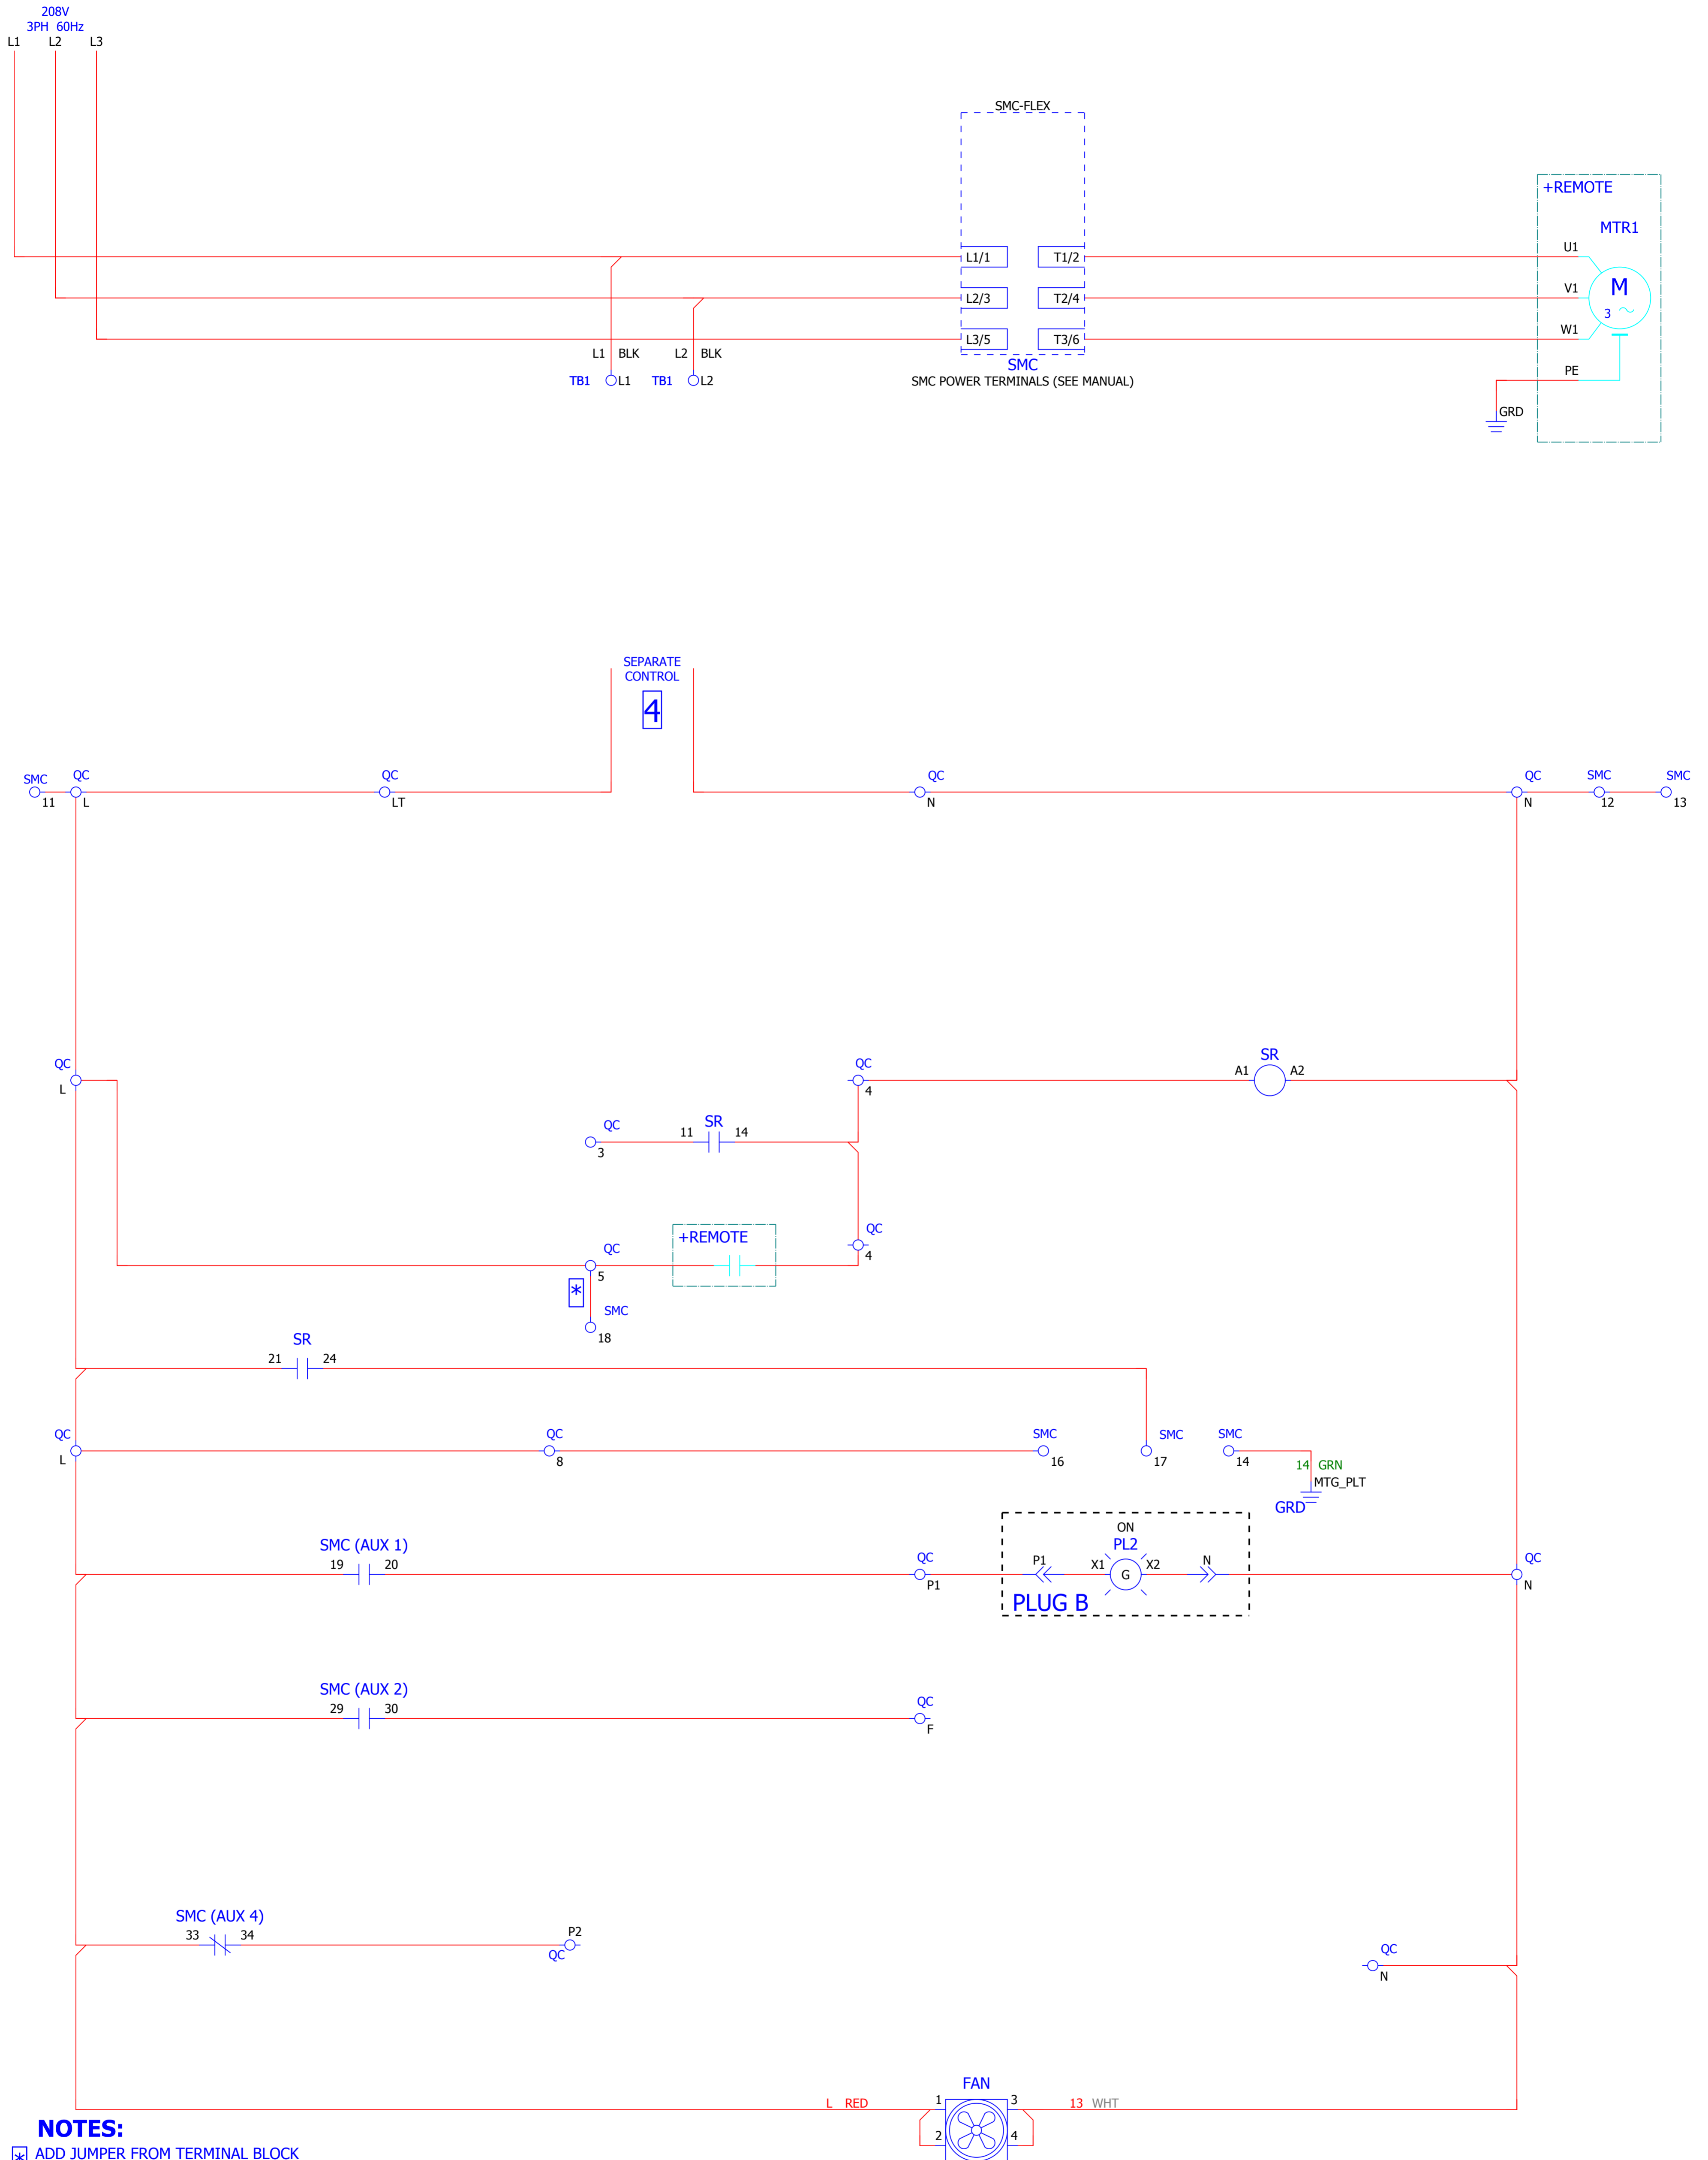 208V
3PH 60Hz
L1 L2 L3
SMC-FLEX
+REMOTE
MTR1
L1/1 T1/2 U1
L2/3 T2/4 V1 M
3
L3/5 T3/6 W1
L1 BLK L2 BLK
SMC
TB1 L1 TB1 L2
SMC POWER TERMINALS (SEE MANUAL)
PE
GRD
SEPARATE
CONTROL
4
SMC QC QC QC QC SMC SMC
11 L LT N N 12 13
QC QC SR
A1 A2
L 4
QC 11 SR 14
3
+REMOTE QC
4
QC
5
*
SMC
18
SR
21 24
QC QC SMC SMC SMC
L 8 16 17 14
14 GRN
MTG_PLT
GRD
ON
SMC (AUX 1) PL2
19 20 QC P1 X1 G X2 N QC
P1 N
PLUG B
SMC (AUX 2)
29 30 QC
F
SMC (AUX 4)
33 34 P2
QC
QC
N
FAN
L RED 1 3 13 WHT
2 4
NOTES:
* ADD JUMPER FROM TERMINAL BLOCK